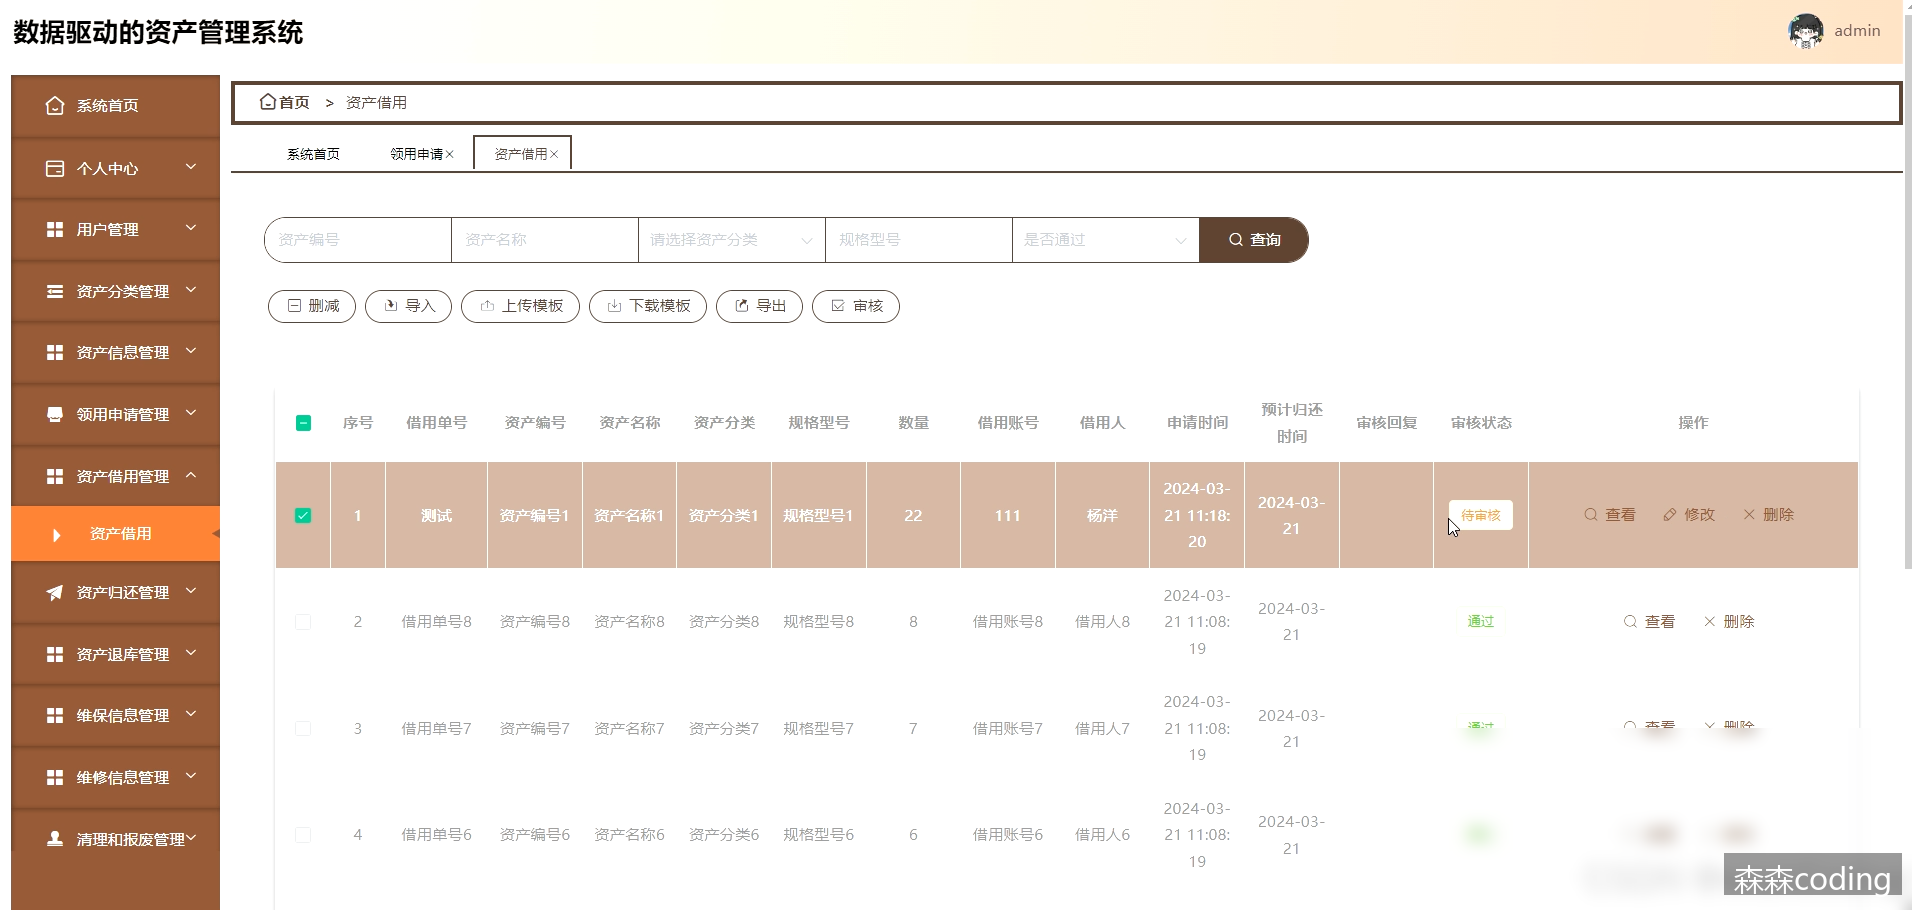 数据驱动的资产管理系统
admin
系统首页
个人中心
用户管理
资产分类管理
资产信息管理
领用申请管理
资产借用管理
资产借用
资产归还管理
资产退库管理
维保信息管理
维修信息管理
清理和报废管理
首页 > 资产借用
系统首页 领用申请× 资产借用×
资产编号 资产名称 请选择资产分类 规格型号 是否通过 查询
删减 导入 上传模板 下载模板 导出 审核
序号 借用单号 资产编号 资产名称 资产分类 规格型号 数量 借用账号 借用人 申请时间 预计归还时间 审核回复 审核状态 操作
1 测试 资产编号1 资产名称1 资产分类1 规格型号1 22 111 杨洋 2024-03-21 11:18:20 2024-03-21 待审核 查看 修改 删除
2 借用单号8 资产编号8 资产名称8 资产分类8 规格型号8 8 借用账号8 借用人8 2024-03-21 11:08:19 2024-03-21 通过 查看 删除
3 借用单号7 资产编号7 资产名称7 资产分类7 规格型号7 7 借用账号7 借用人7 2024-03-21 11:08:19 2024-03-21 通过 查看 删除
4 借用单号6 资产编号6 资产名称6 资产分类6 规格型号6 6 借用账号6 借用人6 2024-03-21 11:08:19 2024-03-21
森森coding